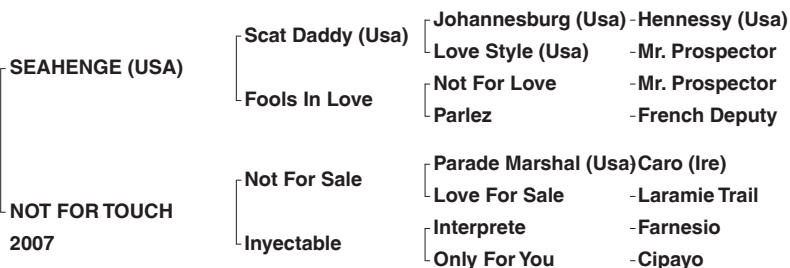 Johannesburg (Usa) - Hennessy (Usa)
Scat Daddy (Usa)
Love Style (Usa) - Mr. Prospector
SEAHENGE (USA)
Not For Love - Mr. Prospector
Fools In Love
Parlez - French Deputy
Parade Marshal (Usa) - Caro (Ire)
Not For Sale
Love For Sale - Laramie Trail
NOT FOR TOUCH
Interprete - Farnesio
2007
Inyectable
Only For You - Cipayo